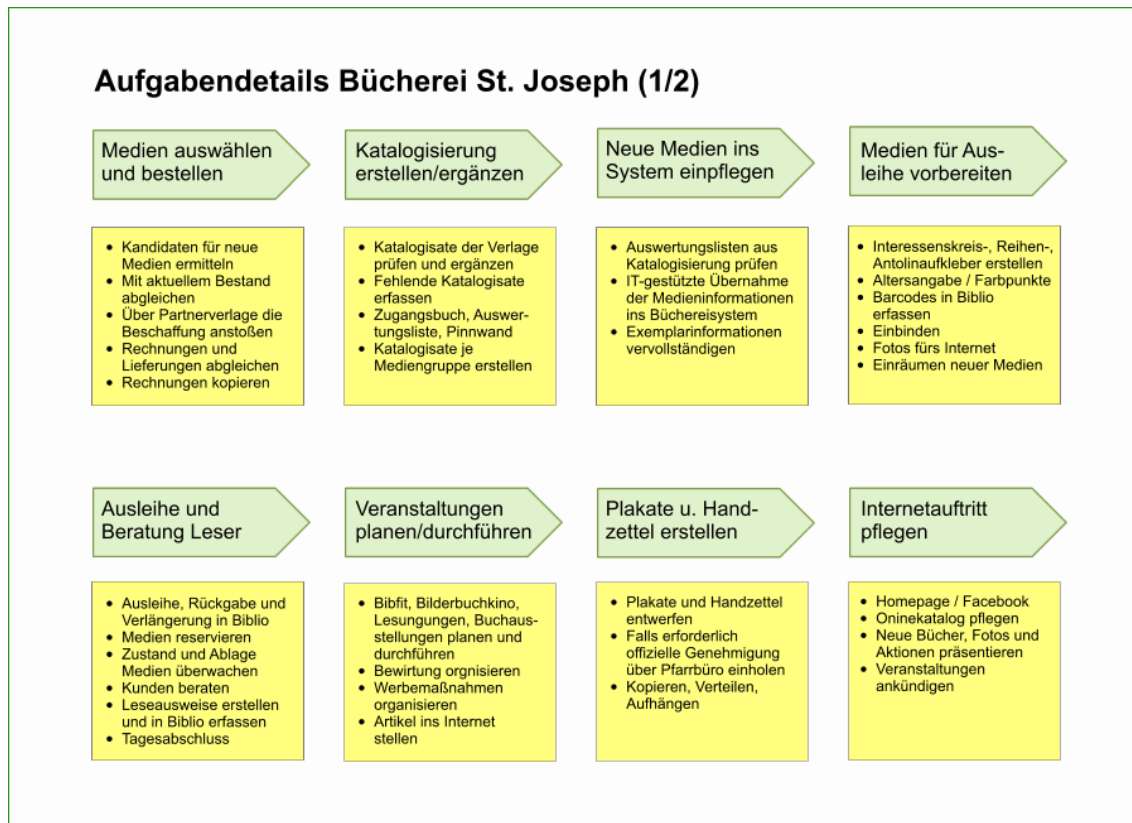 Aufgabendetails Bücherei St. Joseph (1/2)
Medien auswählen
und bestellen
• Kandidaten für neue
Medien ermitteln
• Mit aktuellem Bestand
abgleichen
• Über Partnerverlage die
Beschaffung anstoßen
• Rechnungen und
Lieferungen abgleichen
• Rechnungen kopieren
Katalogisierung
erstellen/ergänzen
• Katalogisate der Verlage
prüfen und ergänzen
• Fehlende Katalogisate
erfassen
• Zugangsbuch, Auswer-
tungsliste, Pinnwand
• Katalogisate je
Mediengruppe erstellen
Neue Medien ins
System einpflegen
• Auswertungslisten aus
Katalogisierung prüfen
• IT-gestützte Übernahme
der Medieninformationen
ins Büchereisystem
• Exemplarinformationen
vervollständigen
Medien für Aus-
leihe vorbereiten
• Interessenskreis-, Reihen-,
Antolinaufkleber erstellen
• Altersangabe / Farbpunkte
• Barcodes in Biblio
erfassen
• Einbinden
• Fotos fürs Internet
• Einräumen neuer Medien
Ausleihe und
Beratung Leser
• Ausleihe, Rückgabe und
Verlängerung in Biblio
• Medien reservieren
• Zustand und Ablage
Medien überwachen
• Kunden beraten
• Leseausweise erstellen
und in Biblio erfassen
• Tagesabschluss
Veranstaltungen
planen/durchführen
• Bibfit, Bilderbuchkino,
Lesungungen, Buchaus-
stellungen planen und
durchführen
• Bewirtung orgnisieren
• Werbemaßnahmen
organisieren
• Artikel ins Internet
stellen
Plakate u. Hand-
zettel erstellen
• Plakate und Handzettel
entwerfen
• Falls erforderlich
offizielle Genehmigung
über Pfarrbüro einholen
• Kopieren, Verteilen,
Aufhängen
Internetauftritt
pflegen
• Homepage / Facebook
• Oninekatalog pflegen
• Neue Bücher, Fotos und
Aktionen präsentieren
• Veranstaltungen
ankündigen